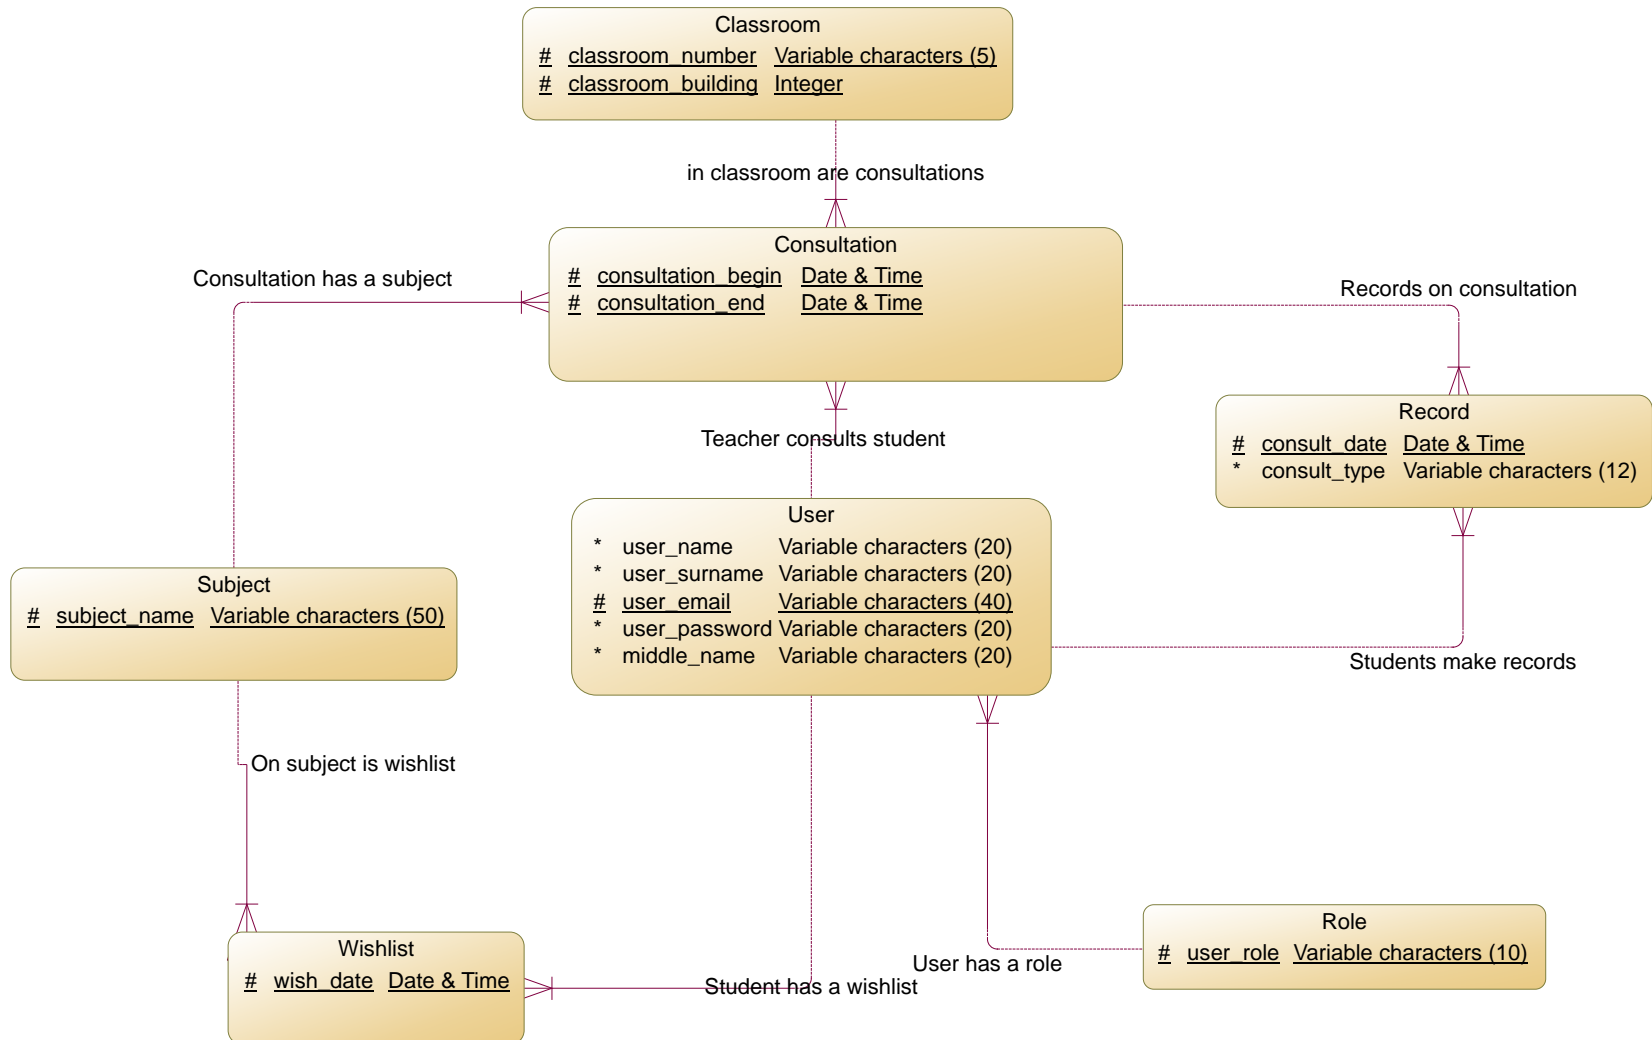 Classroom
# classroom_number Variable characters (5)
# classroom_building Integer
in classroom are consultations
Consultation
# consultation_begin Date & Time
# consultation_end Date & Time
Consultation has a subject
Records on consultation
Record
# consult_date Date & Time
* consult_type Variable characters (12)
Teacher consults student
User
* user_name Variable characters (20)
* user_surname Variable characters (20)
# user_email Variable characters (40)
* user_password Variable characters (20)
* middle_name Variable characters (20)
Subject
# subject_name Variable characters (50)
Students make records
On subject is wishlist
Role
# user_role Variable characters (10)
User has a role
Wishlist
# wish_date Date & Time
Student has a wishlist